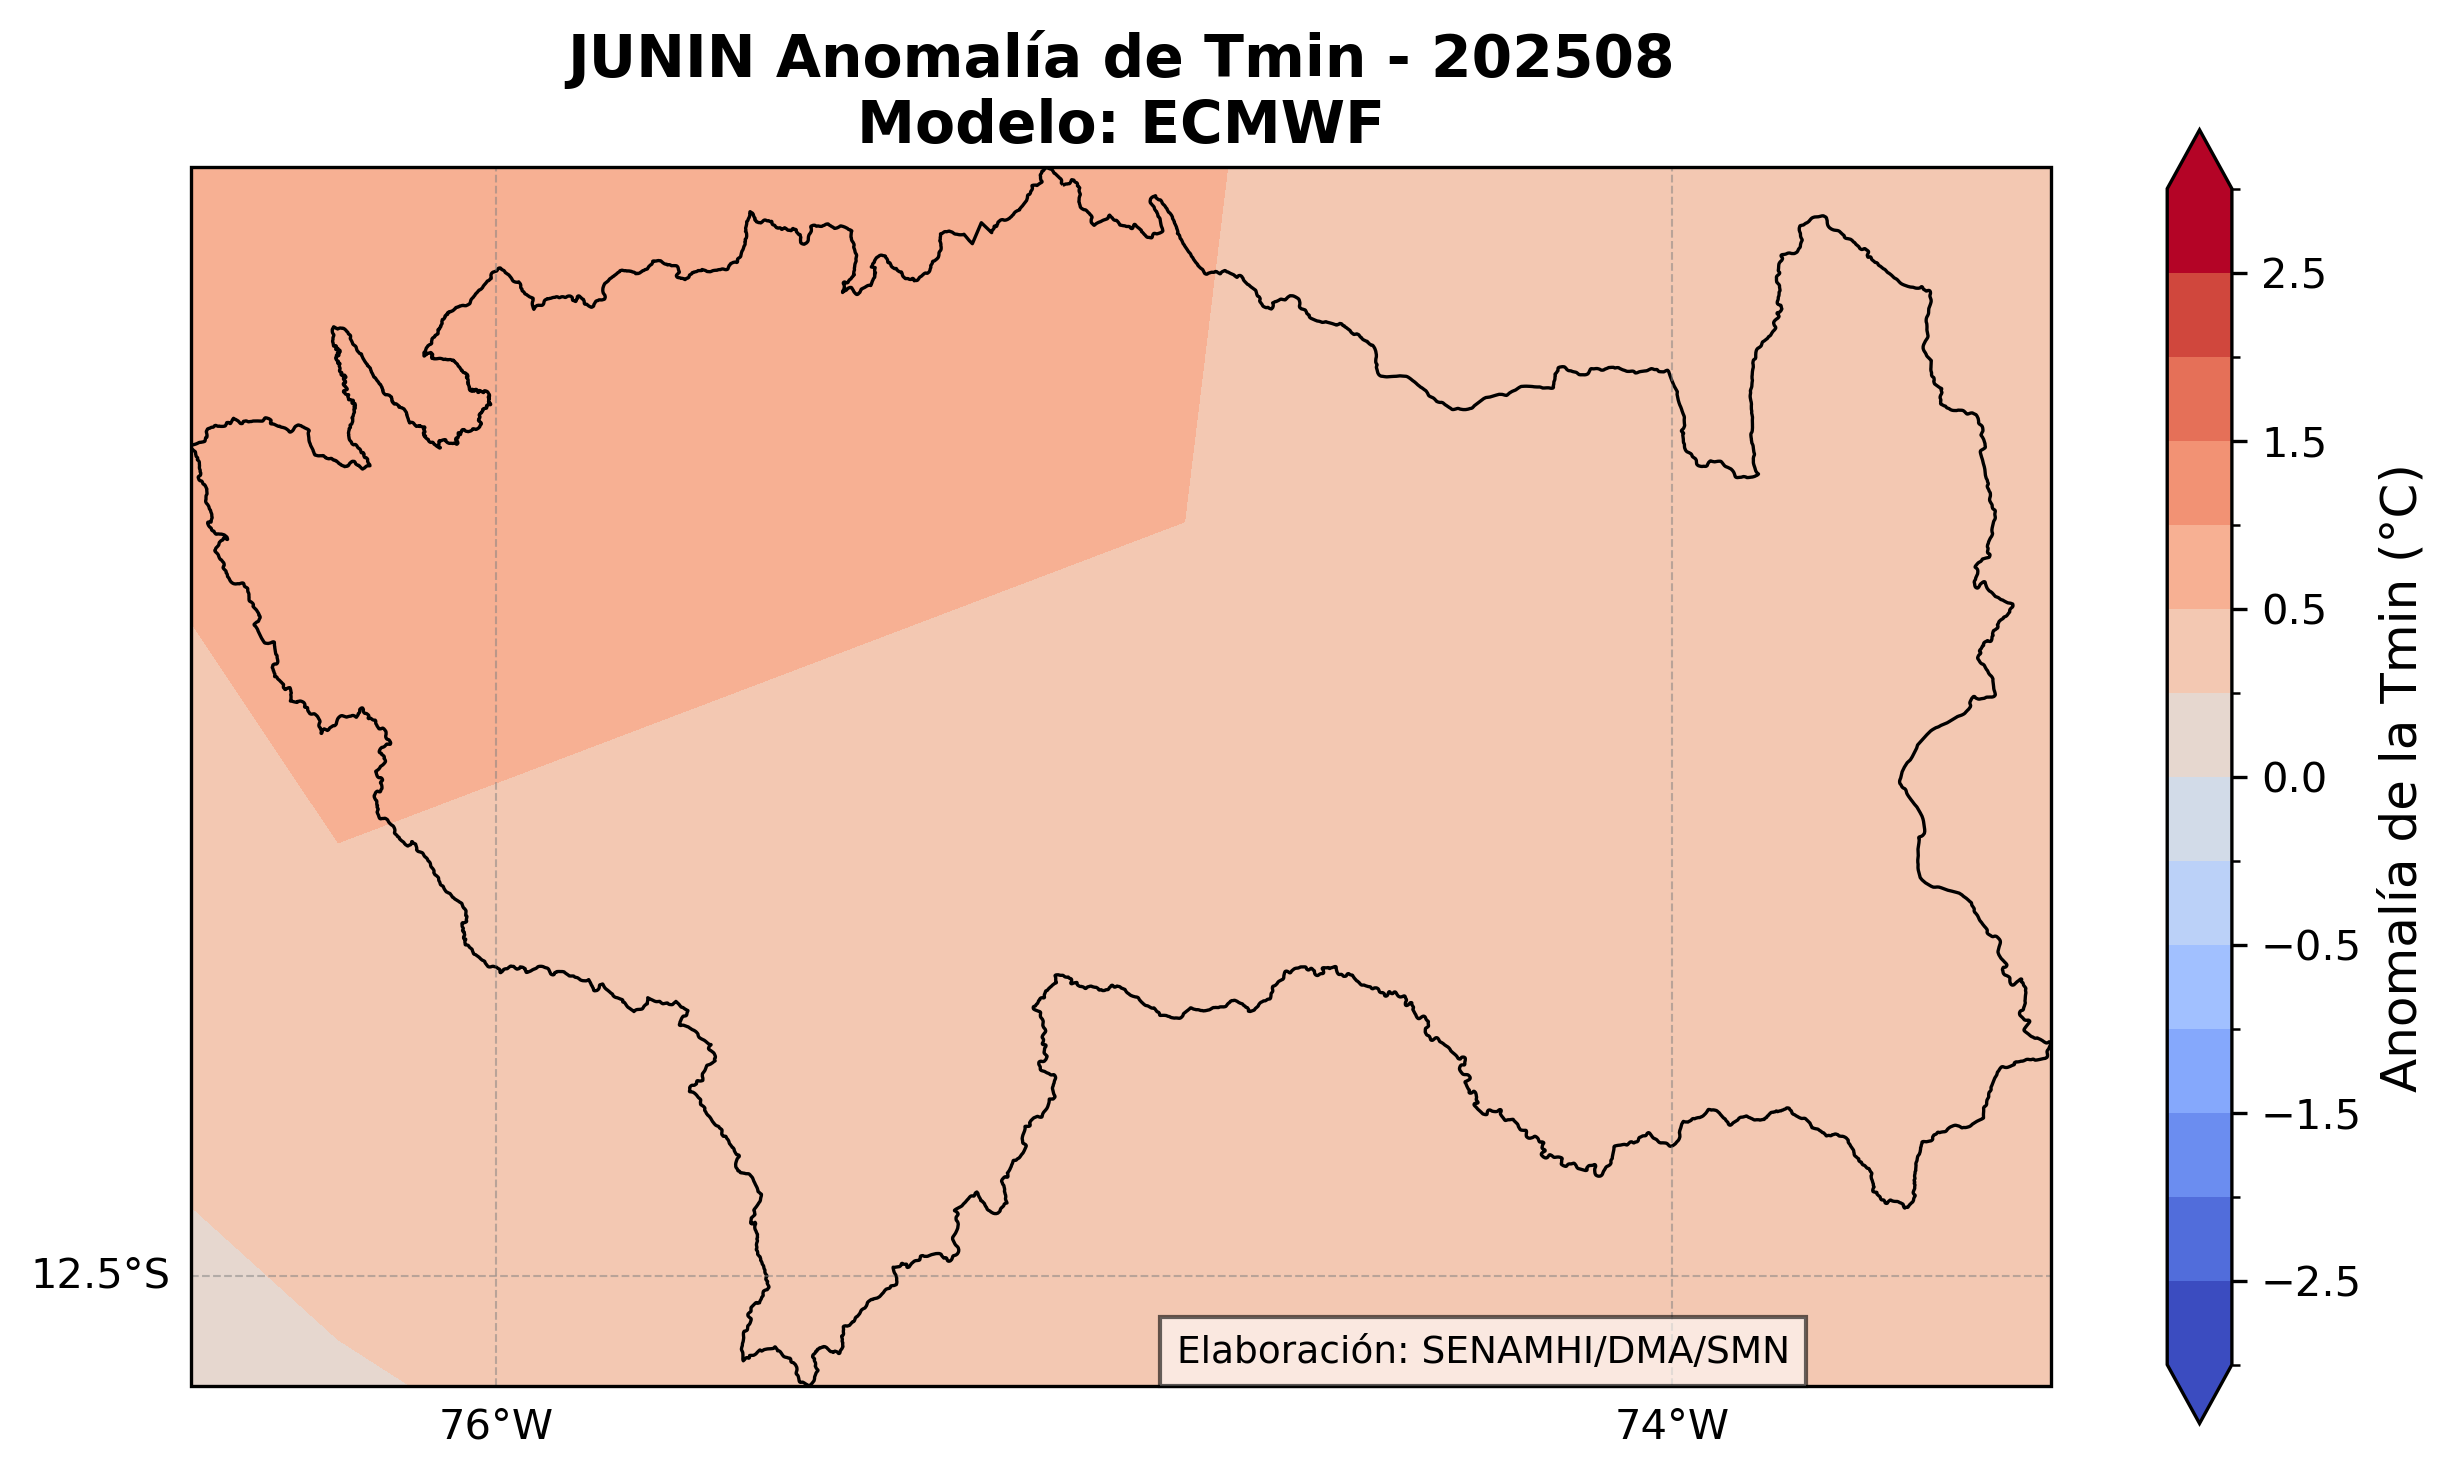 JUNIN Anomalía de Tmin - 202508
Modelo: ECMWF
2.5
1.5
0.5
0.0
−0.5
−1.5
−2.5
Anomalía de la Tmin (°C)
12.5°S
Elaboración: SENAMHI/DMA/SMN
76°W
74°W